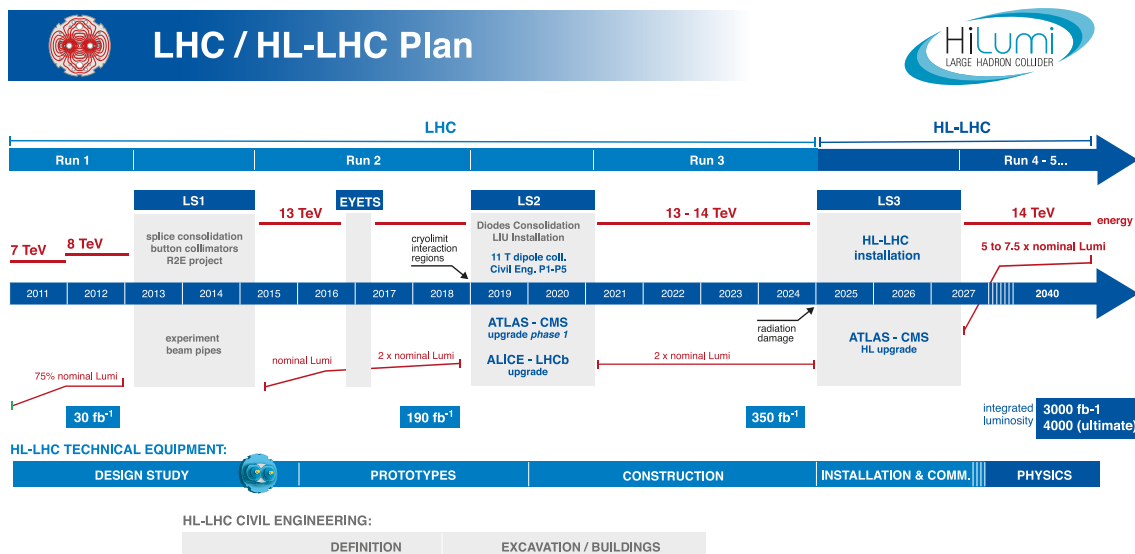 LHC / HL-LHC Plan
HiLumi
LARGE HADRON COLLIDER
LHC
HL-LHC
Run 1
Run 2
Run 3
Run 4 - 5...
LS1
EYETS
LS2
LS3
13 TeV
13 - 14 TeV
14 TeV
energy
7 TeV
8 TeV
splice consolidation
button collimators
R2E project
cryolimit
interaction
regions
Diodes Consolidation
LIU Installation
11 T dipole coll.
Civil Eng. P1-P5
HL-LHC
installation
5 to 7.5 x nominal Lumi
2011
2012
2013
2014
2015
2016
2017
2018
2019
2020
2021
2022
2023
2024
2025
2026
2027
2040
experiment
beam pipes
ATLAS - CMS
upgrade phase 1
ALICE - LHCb
upgrade
radiation
damage
ATLAS - CMS
HL upgrade
75% nominal Lumi
nominal Lumi
2 x nominal Lumi
2 x nominal Lumi
30 fb-1
190 fb-1
350 fb-1
integrated
luminosity
3000 fb-1
4000 (ultimate)
HL-LHC TECHNICAL EQUIPMENT:
DESIGN STUDY
PROTOTYPES
CONSTRUCTION
INSTALLATION & COMM.
PHYSICS
HL-LHC CIVIL ENGINEERING:
DEFINITION
EXCAVATION / BUILDINGS